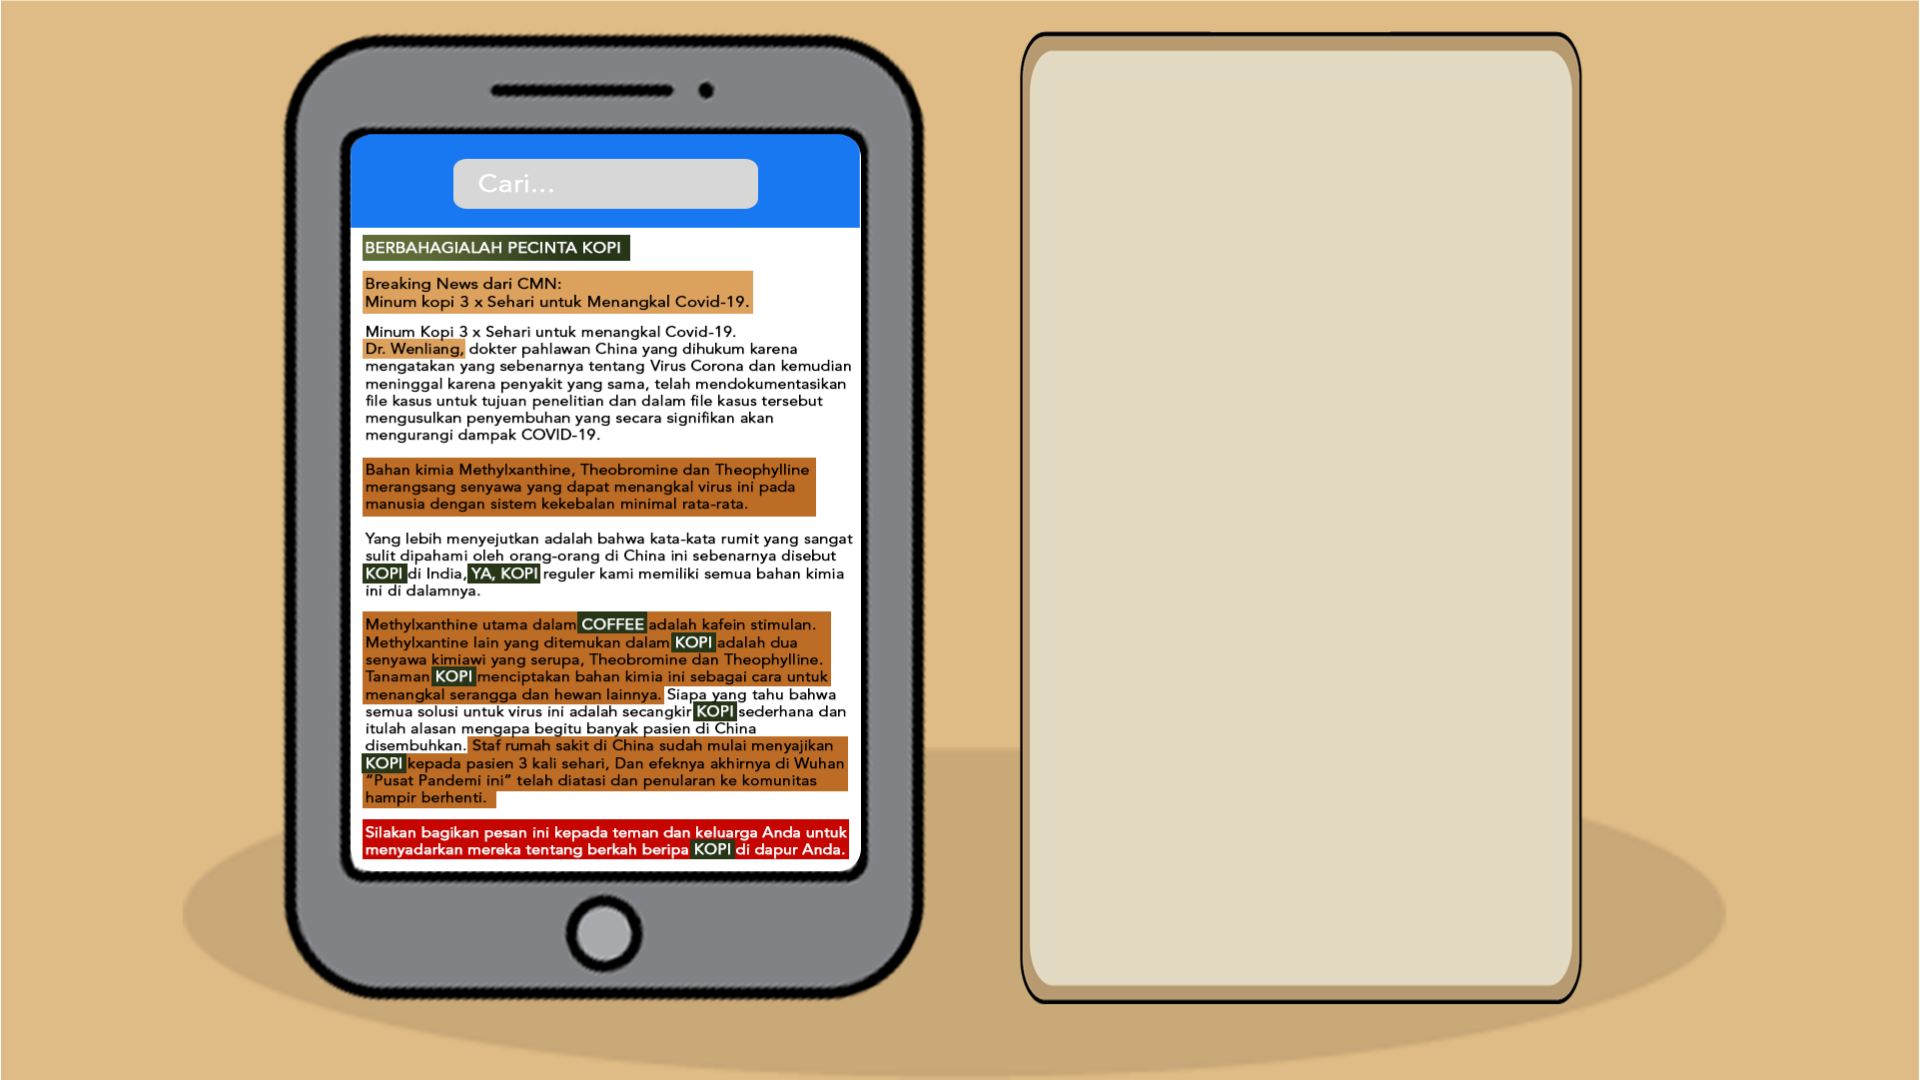 Cari...
BERBAHAGIALAH PECINTA KOPI
Breaking News dari CMN:
Minum kopi 3 x Sehari untuk Menangkal Covid-19.
Minum Kopi 3 x Sehari untuk menangkal Covid-19.
Dr. Wenliang, dokter pahlawan China yang dihukum karena
mengatakan yang sebenarnya tentang Virus Corona dan kemudian
meninggal karena penyakit yang sama, telah mendokumentasikan
file kasus untuk tujuan penelitian dan dalam file kasus tersebut
mengusulkan penyembuhan yang secara signifikan akan
mengurangi dampak COVID-19.
Bahan kimia Methylxanthine, Theobromine dan Theophylline
merangsang senyawa yang dapat menangkal virus ini pada
manusia dengan sistem kekebalan minimal rata-rata.
Yang lebih menyejutkan adalah bahwa kata-kata rumit yang sangat
sulit dipahami oleh orang-orang di China ini sebenarnya disebut
KOPI di India, YA, KOPI reguler kami memiliki semua bahan kimia
ini di dalamnya.
Methylxanthine utama dalam COFFEE adalah kafein stimulan.
Methylxantine lain yang ditemukan dalam KOPI adalah dua
senyawa kimiawi yang serupa, Theobromine dan Theophylline.
Tanaman KOPI menciptakan bahan kimia ini sebagai cara untuk
menangkal serangga dan hewan lainnya. Siapa yang tahu bahwa
semua solusi untuk virus ini adalah secangkir KOPI sederhana dan
itulah alasan mengapa begitu banyak pasien di China
disembuhkan. Staf rumah sakit di China sudah mulai menyajikan
KOPI kepada pasien 3 kali sehari, Dan efeknya akhirnya di Wuhan
“Pusat Pandemi ini” telah diatasi dan penularan ke komunitas
hampir berhenti.
Silakan bagikan pesan ini kepada teman dan keluarga Anda untuk
menyadarkan mereka tentang berkah beripa KOPI di dapur Anda.